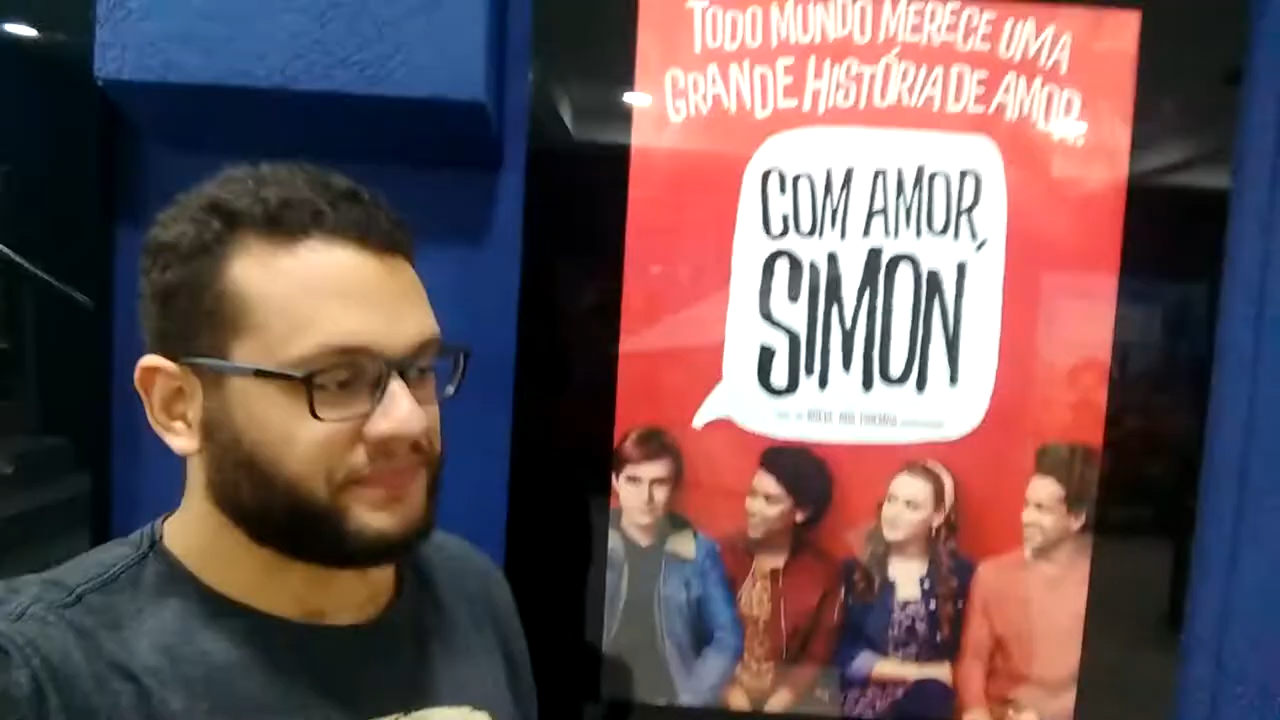 TODO MUNDO MERECE UMA
GRANDE HISTÓRIA DE AMOR.
COM AMOR,
SIMON